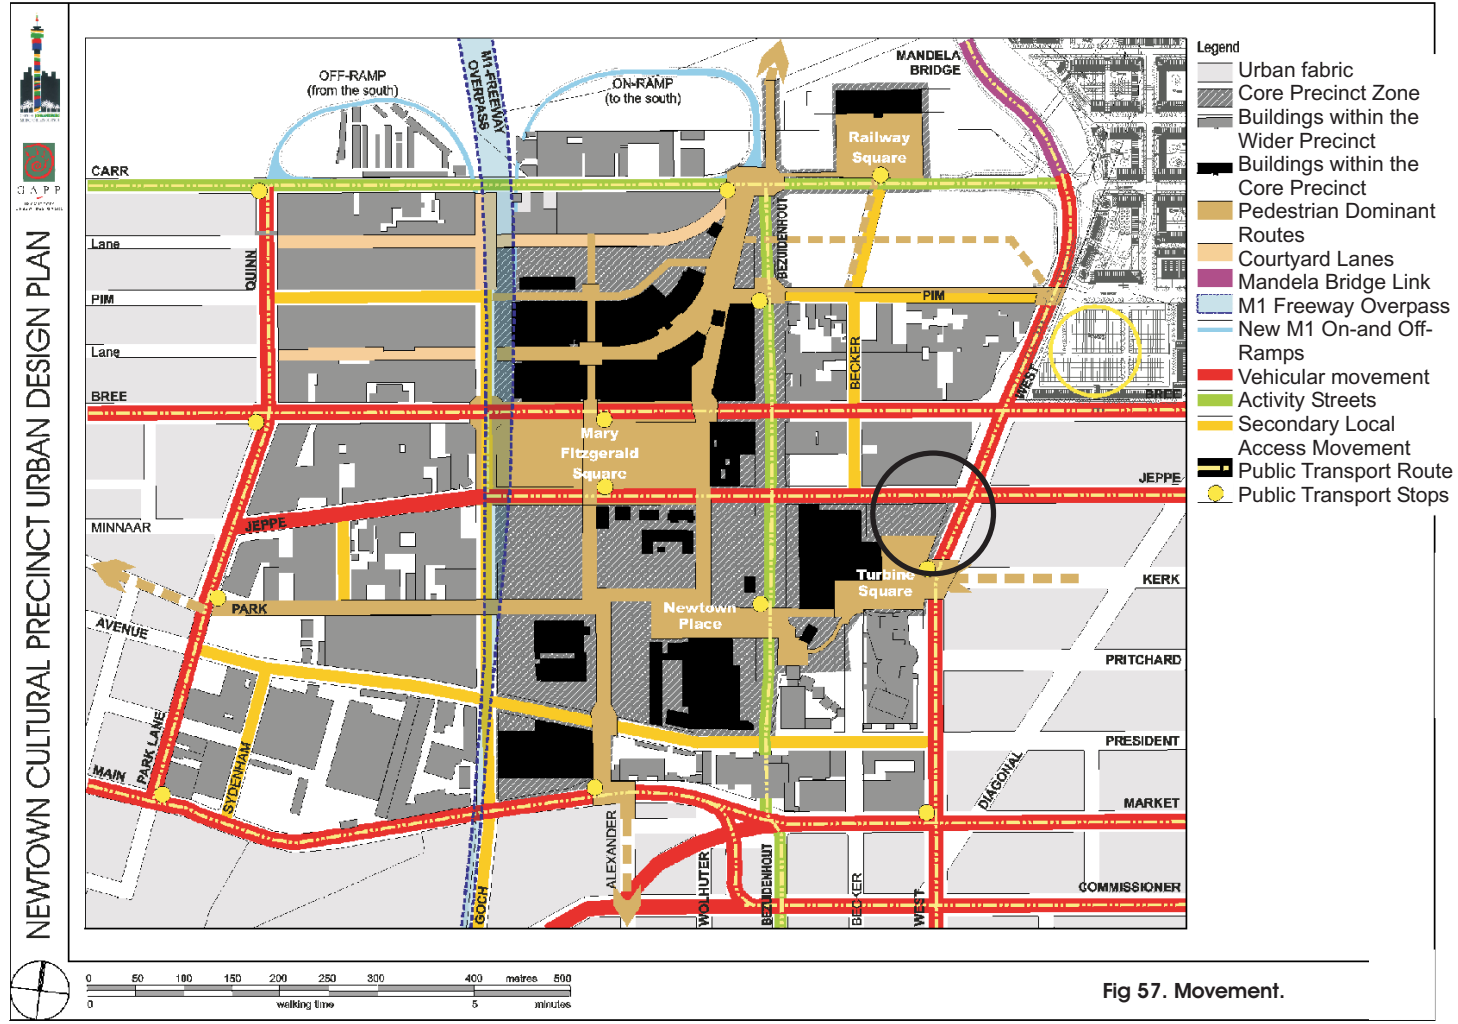 NEWTOWN CULTURAL PRECINCT URBAN DESIGN PLAN
GAPP
MANDELA
BRIDGE
M1-FREEWAY
OVERPASS
OFF-RAMP
(from the south)
ON-RAMP
(to the south)
Railway
Square
CARR
Lane
QUINN
BEZUIDENHOUT
PIM
PIM
Lane
BECKER
WEST
BREE
BREE
Mary
Fitzgerald
Square
JEPPE
JEPPE
MINNAAR
KERK
Turbine
Square
PARK
Newtown
Place
AVENUE
PRITCHARD
PARK LANE
SYDENHAM
PRESIDENT
MAIN
DIAGONAL
MARKET
ALEXANDER
WOLHUTER
BEZUIDENHOUT
BECKER
WEST
GOCH
COMMISSIONER
Legend
Urban fabric
Core Precinct Zone
Buildings within the
Wider Precinct
Buildings within the
Core Precinct
Pedestrian Dominant
Routes
Courtyard Lanes
Mandela Bridge Link
M1 Freeway Overpass
New M1 On-and Off-
Ramps
Vehicular movement
Activity Streets
Secondary Local
Access Movement
Public Transport Route
Public Transport Stops
0 50 100 150 200 250 300 400 metres 500
0 walking time 5 minutes
Fig 57. Movement.